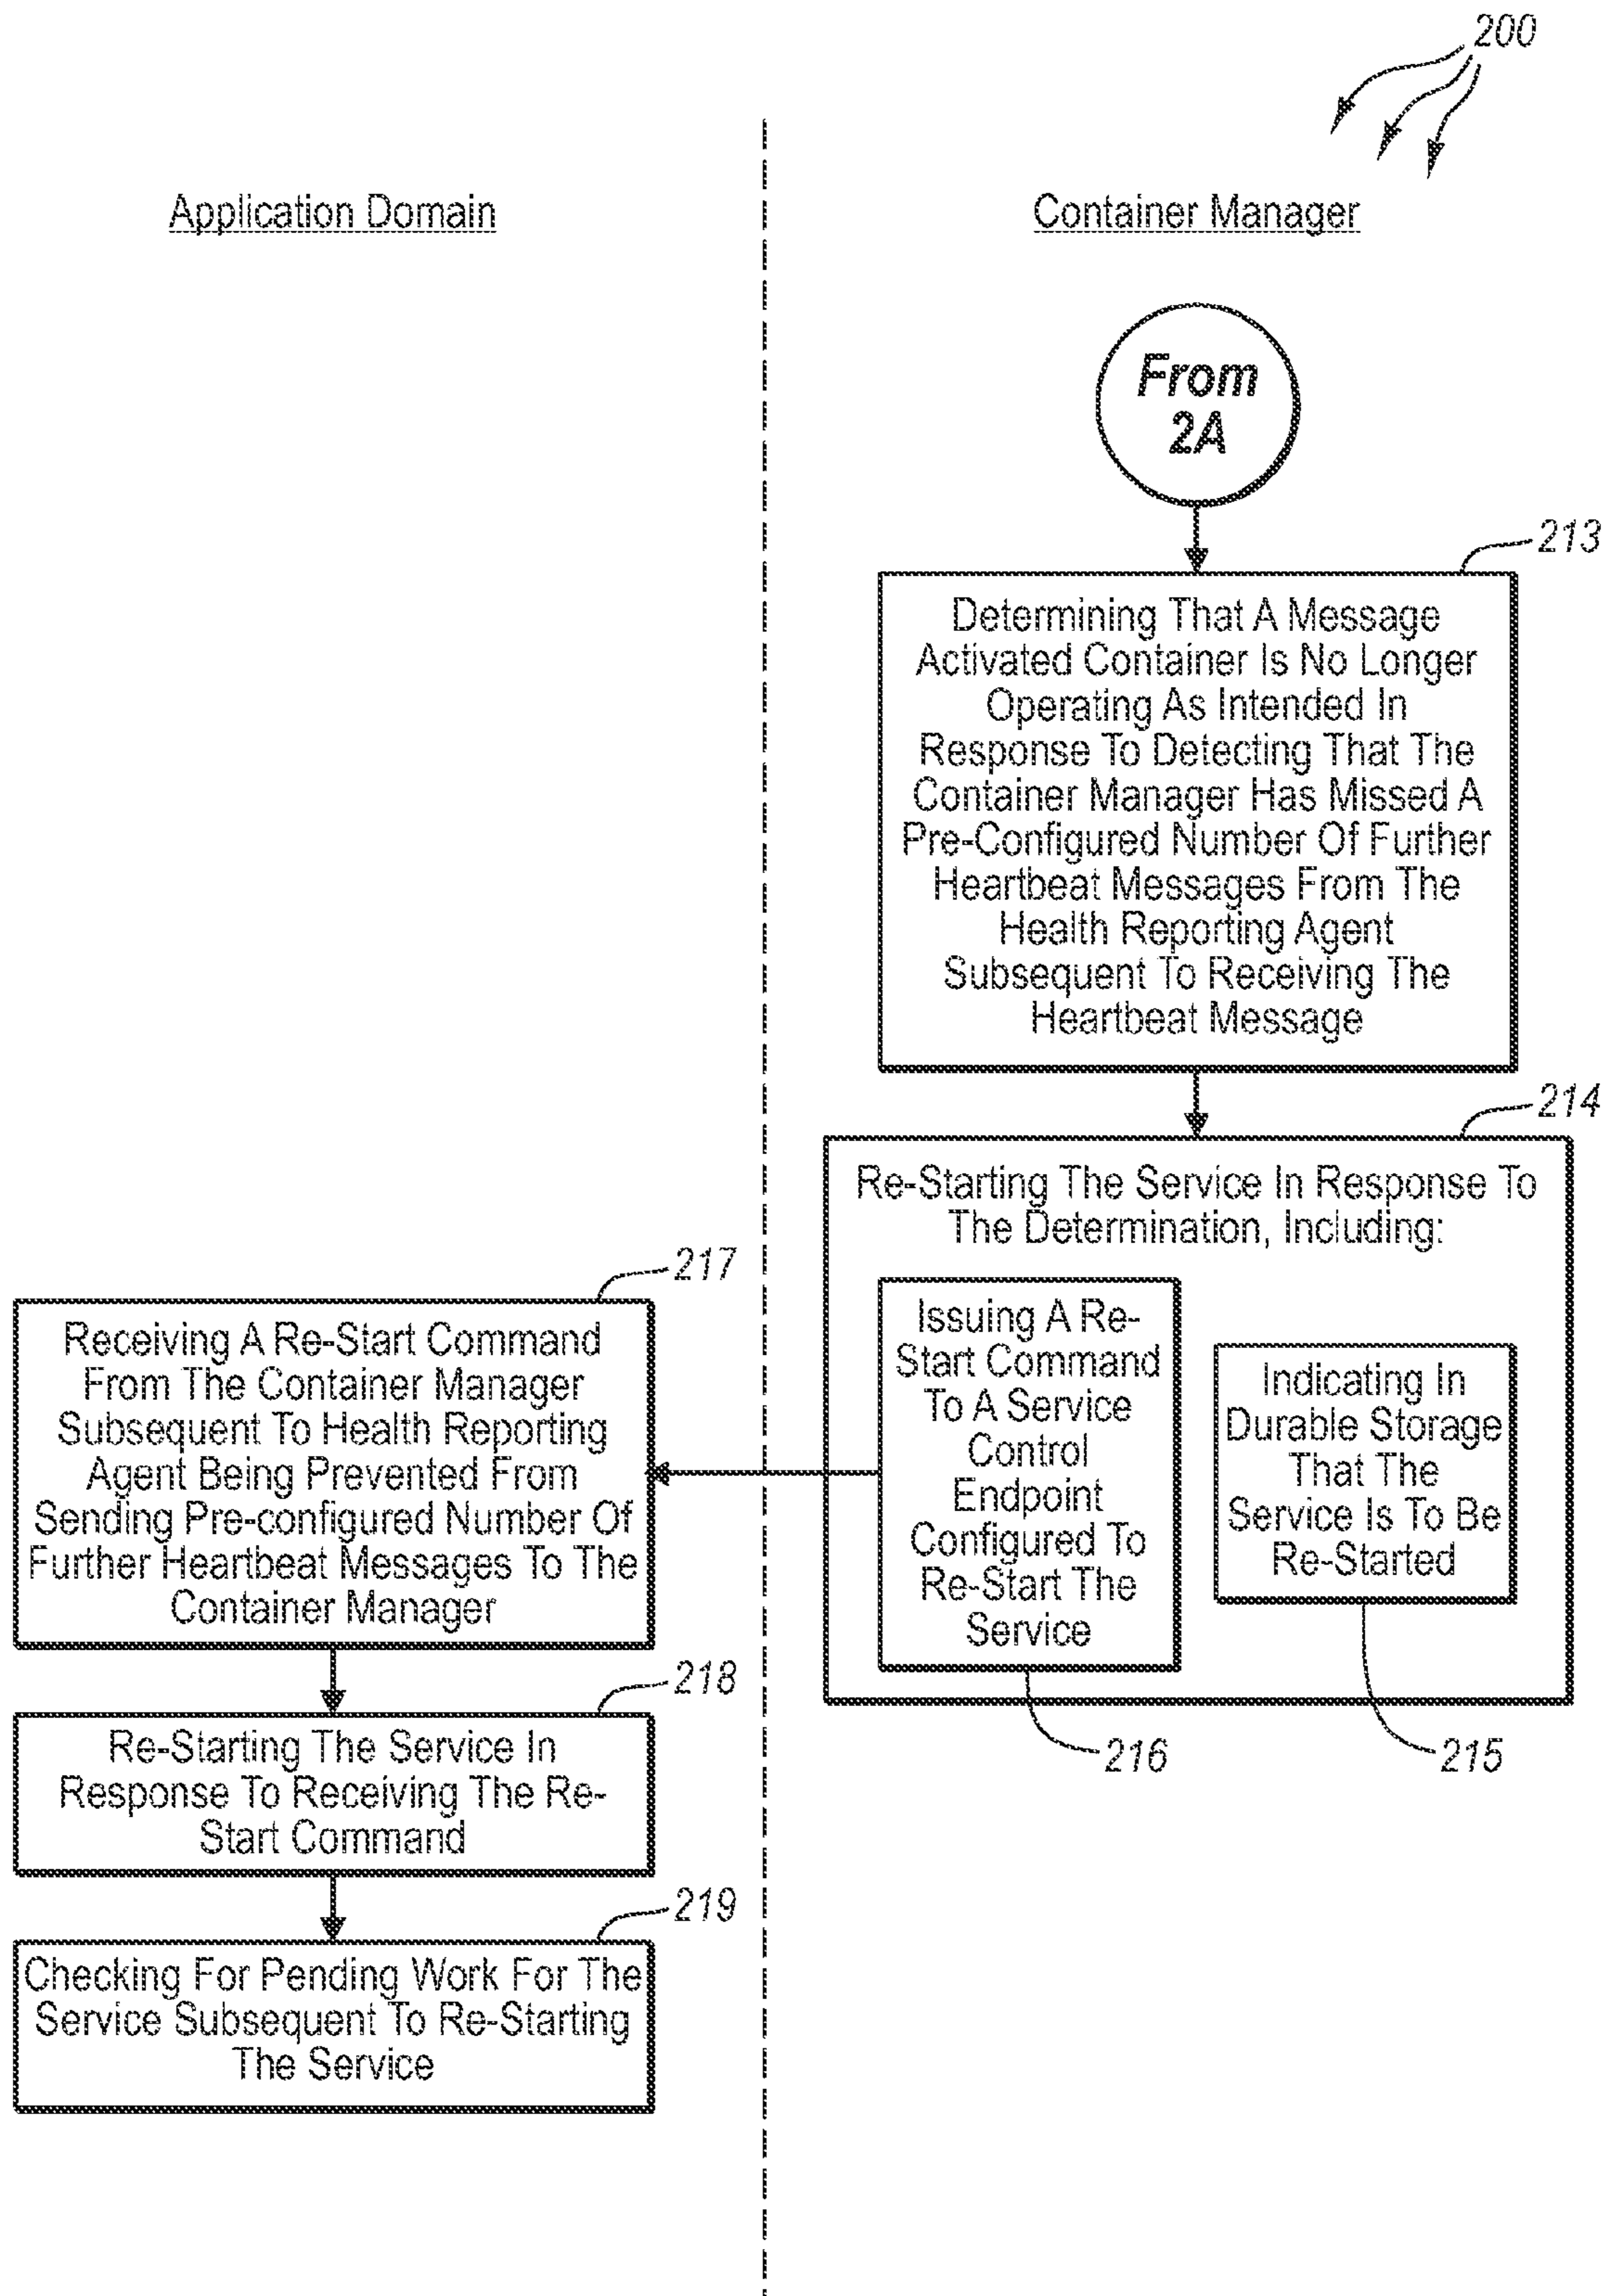 200
Application Domain
Container Manager
From
2A
213
Determining That A Message
Activated Container Is No Longer
Operating As Intended In
Response To Detecting That The
Container Manager Has Missed A
Pre-Configured Number Of Further
Heartbeat Messages From The
Health Reporting Agent
Subsequent To Receiving The
Heartbeat Message
214
Re-Starting The Service In Response To
The Determination, Including:
Issuing A Re-
Start Command
To A Service
Control
Endpoint
Configured To
Re-Start The
Service
216
Indicating In
Durable Storage
That The
Service Is To Be
Re-Started
215
217
Receiving A Re-Start Command
From The Container Manager
Subsequent To Health Reporting
Agent Being Prevented From
Sending Pre-configured Number Of
Further Heartbeat Messages To The
Container Manager
218
Re-Starting The Service In
Response To Receiving The Re-
Start Command
219
Checking For Pending Work For The
Service Subsequent To Re-Starting
The Service